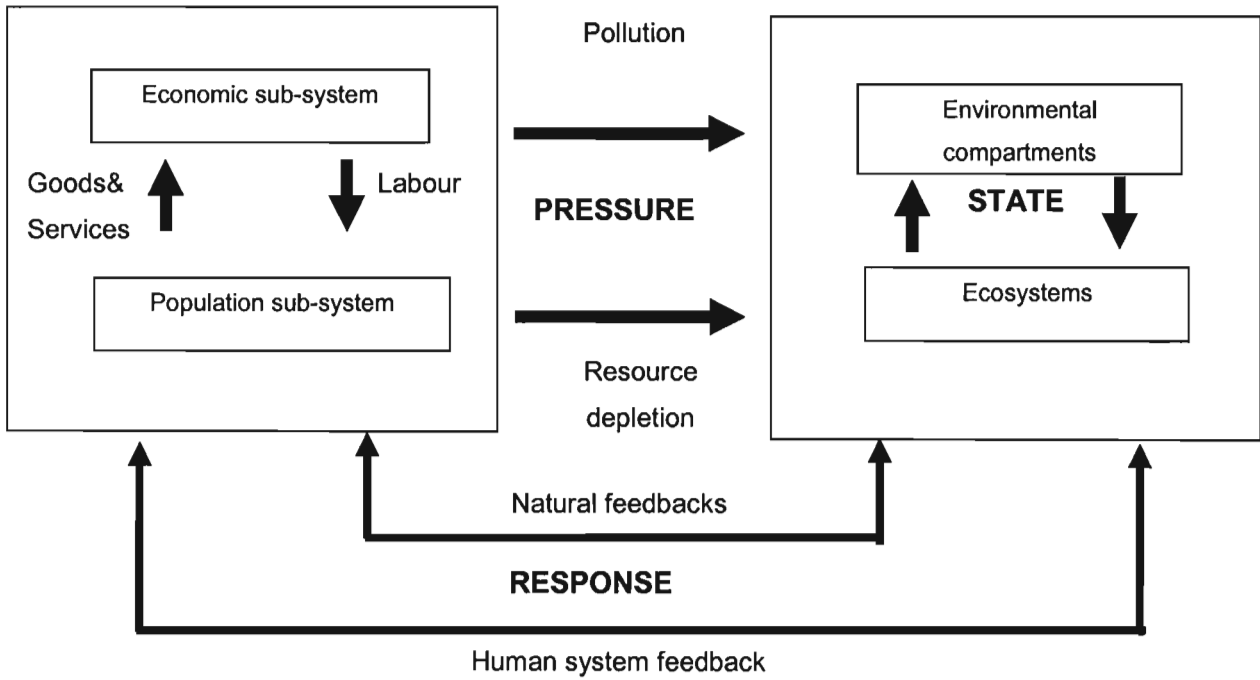 Pollution
Economic sub-system
Goods&
Services
Labour
Population sub-system
PRESSURE
Resource
depletion
Environmental
compartments
STATE
Ecosystems
Natural feedbacks
RESPONSE
Human system feedback